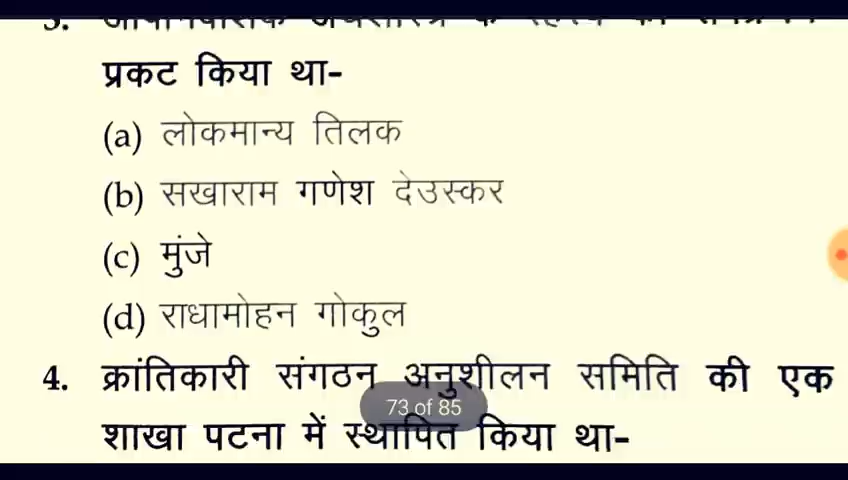 प्रकट किया था-
(a) लोकमान्य तिलक
(b) सखाराम गणेश देउस्कर
(c) मुंजे
(d) राधामोहन गोकुल
4. क्रांतिकारी संगठन अनुशीलन समिति की एक
73 of 85
शाखा पटना में स्थापित किया था-